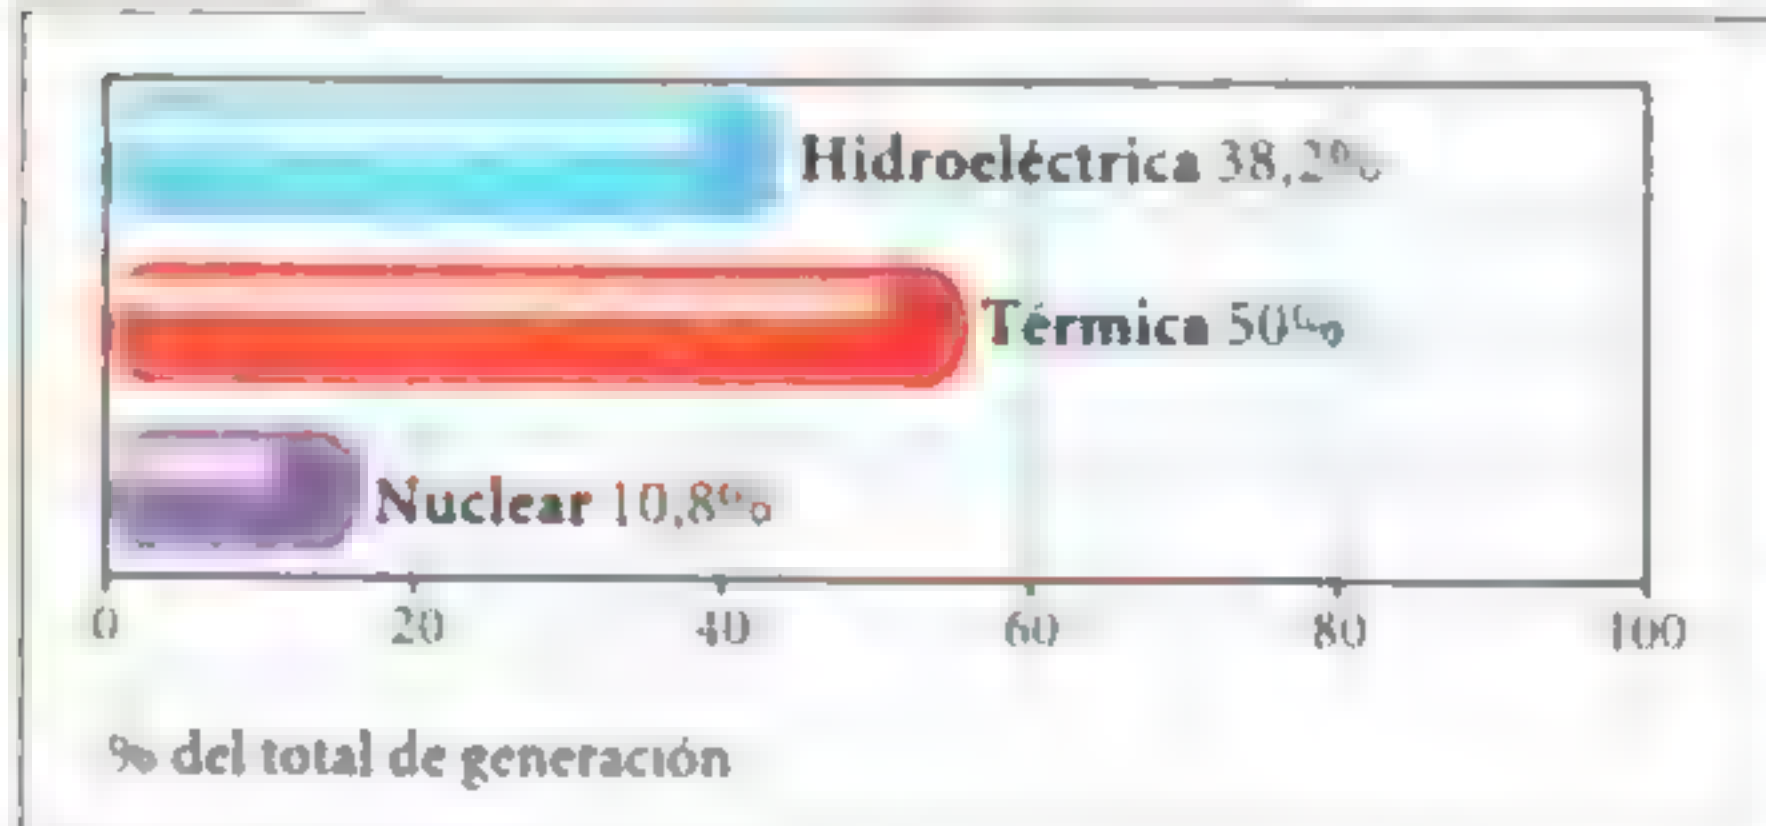 Hidroeléctrica 38,2%
Térmica 50%
Nuclear 10,8%
0 20 40 60 80 100
% del total de generación